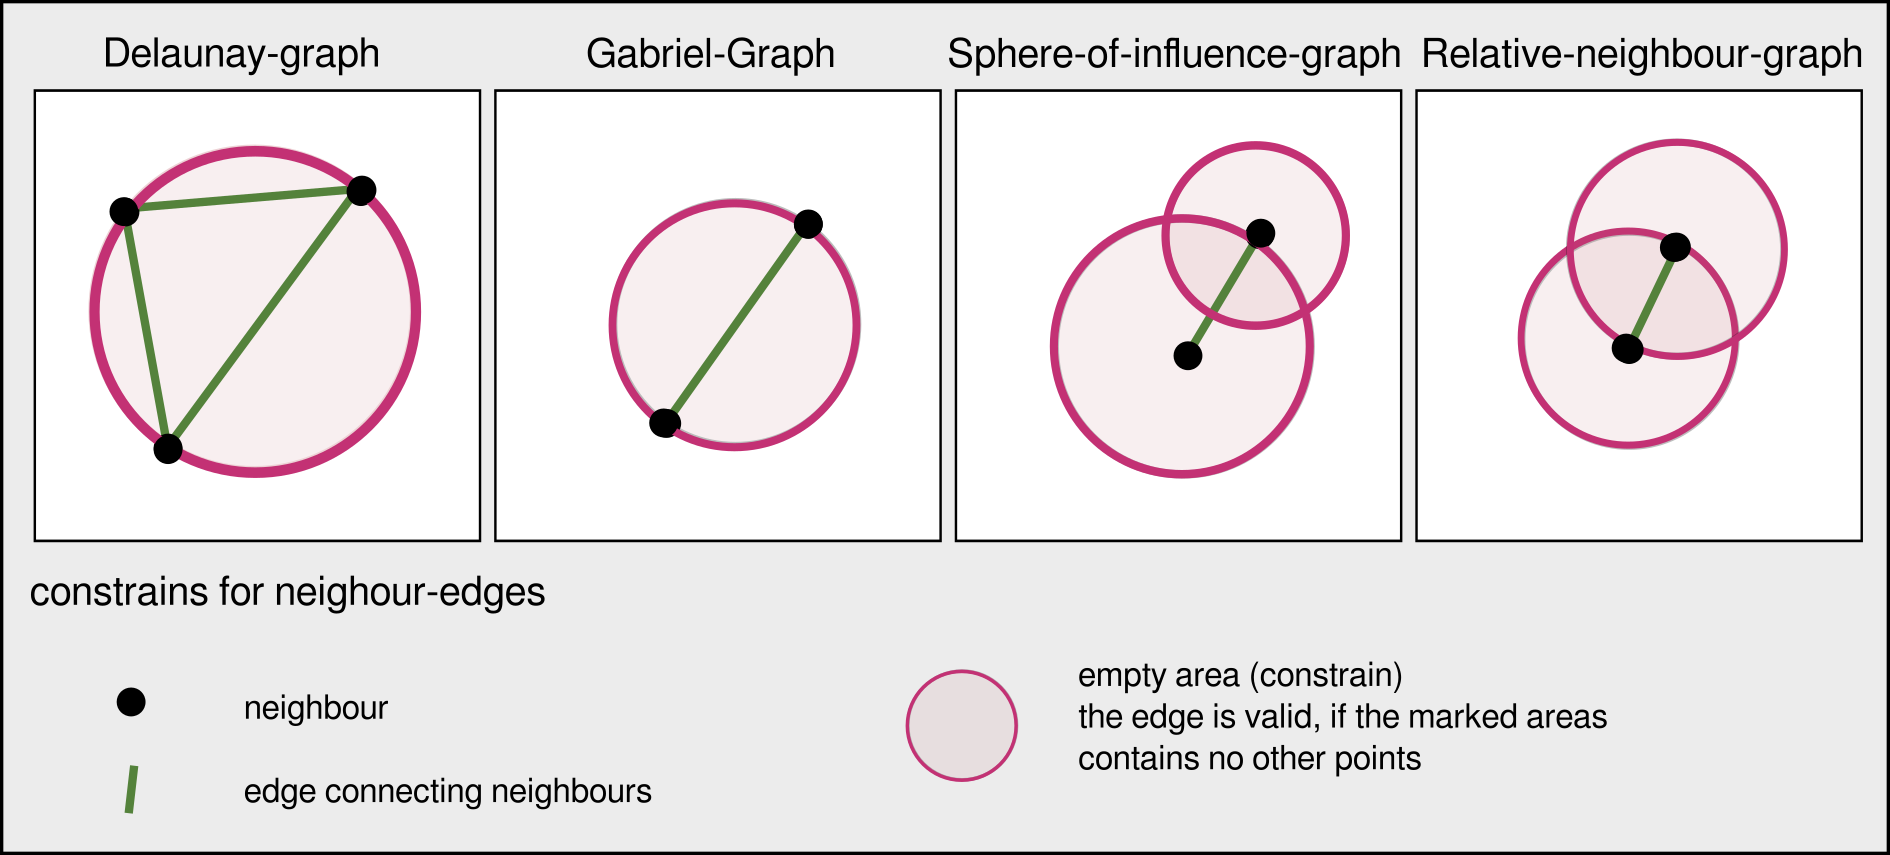 Delaunay-graph
Gabriel-Graph
Sphere-of-influence-graph
Relative-neighbour-graph
constrains for neighour-edges
neighbour
edge connecting neighbours
empty area (constrain)
the edge is valid, if the marked areas
contains no other points